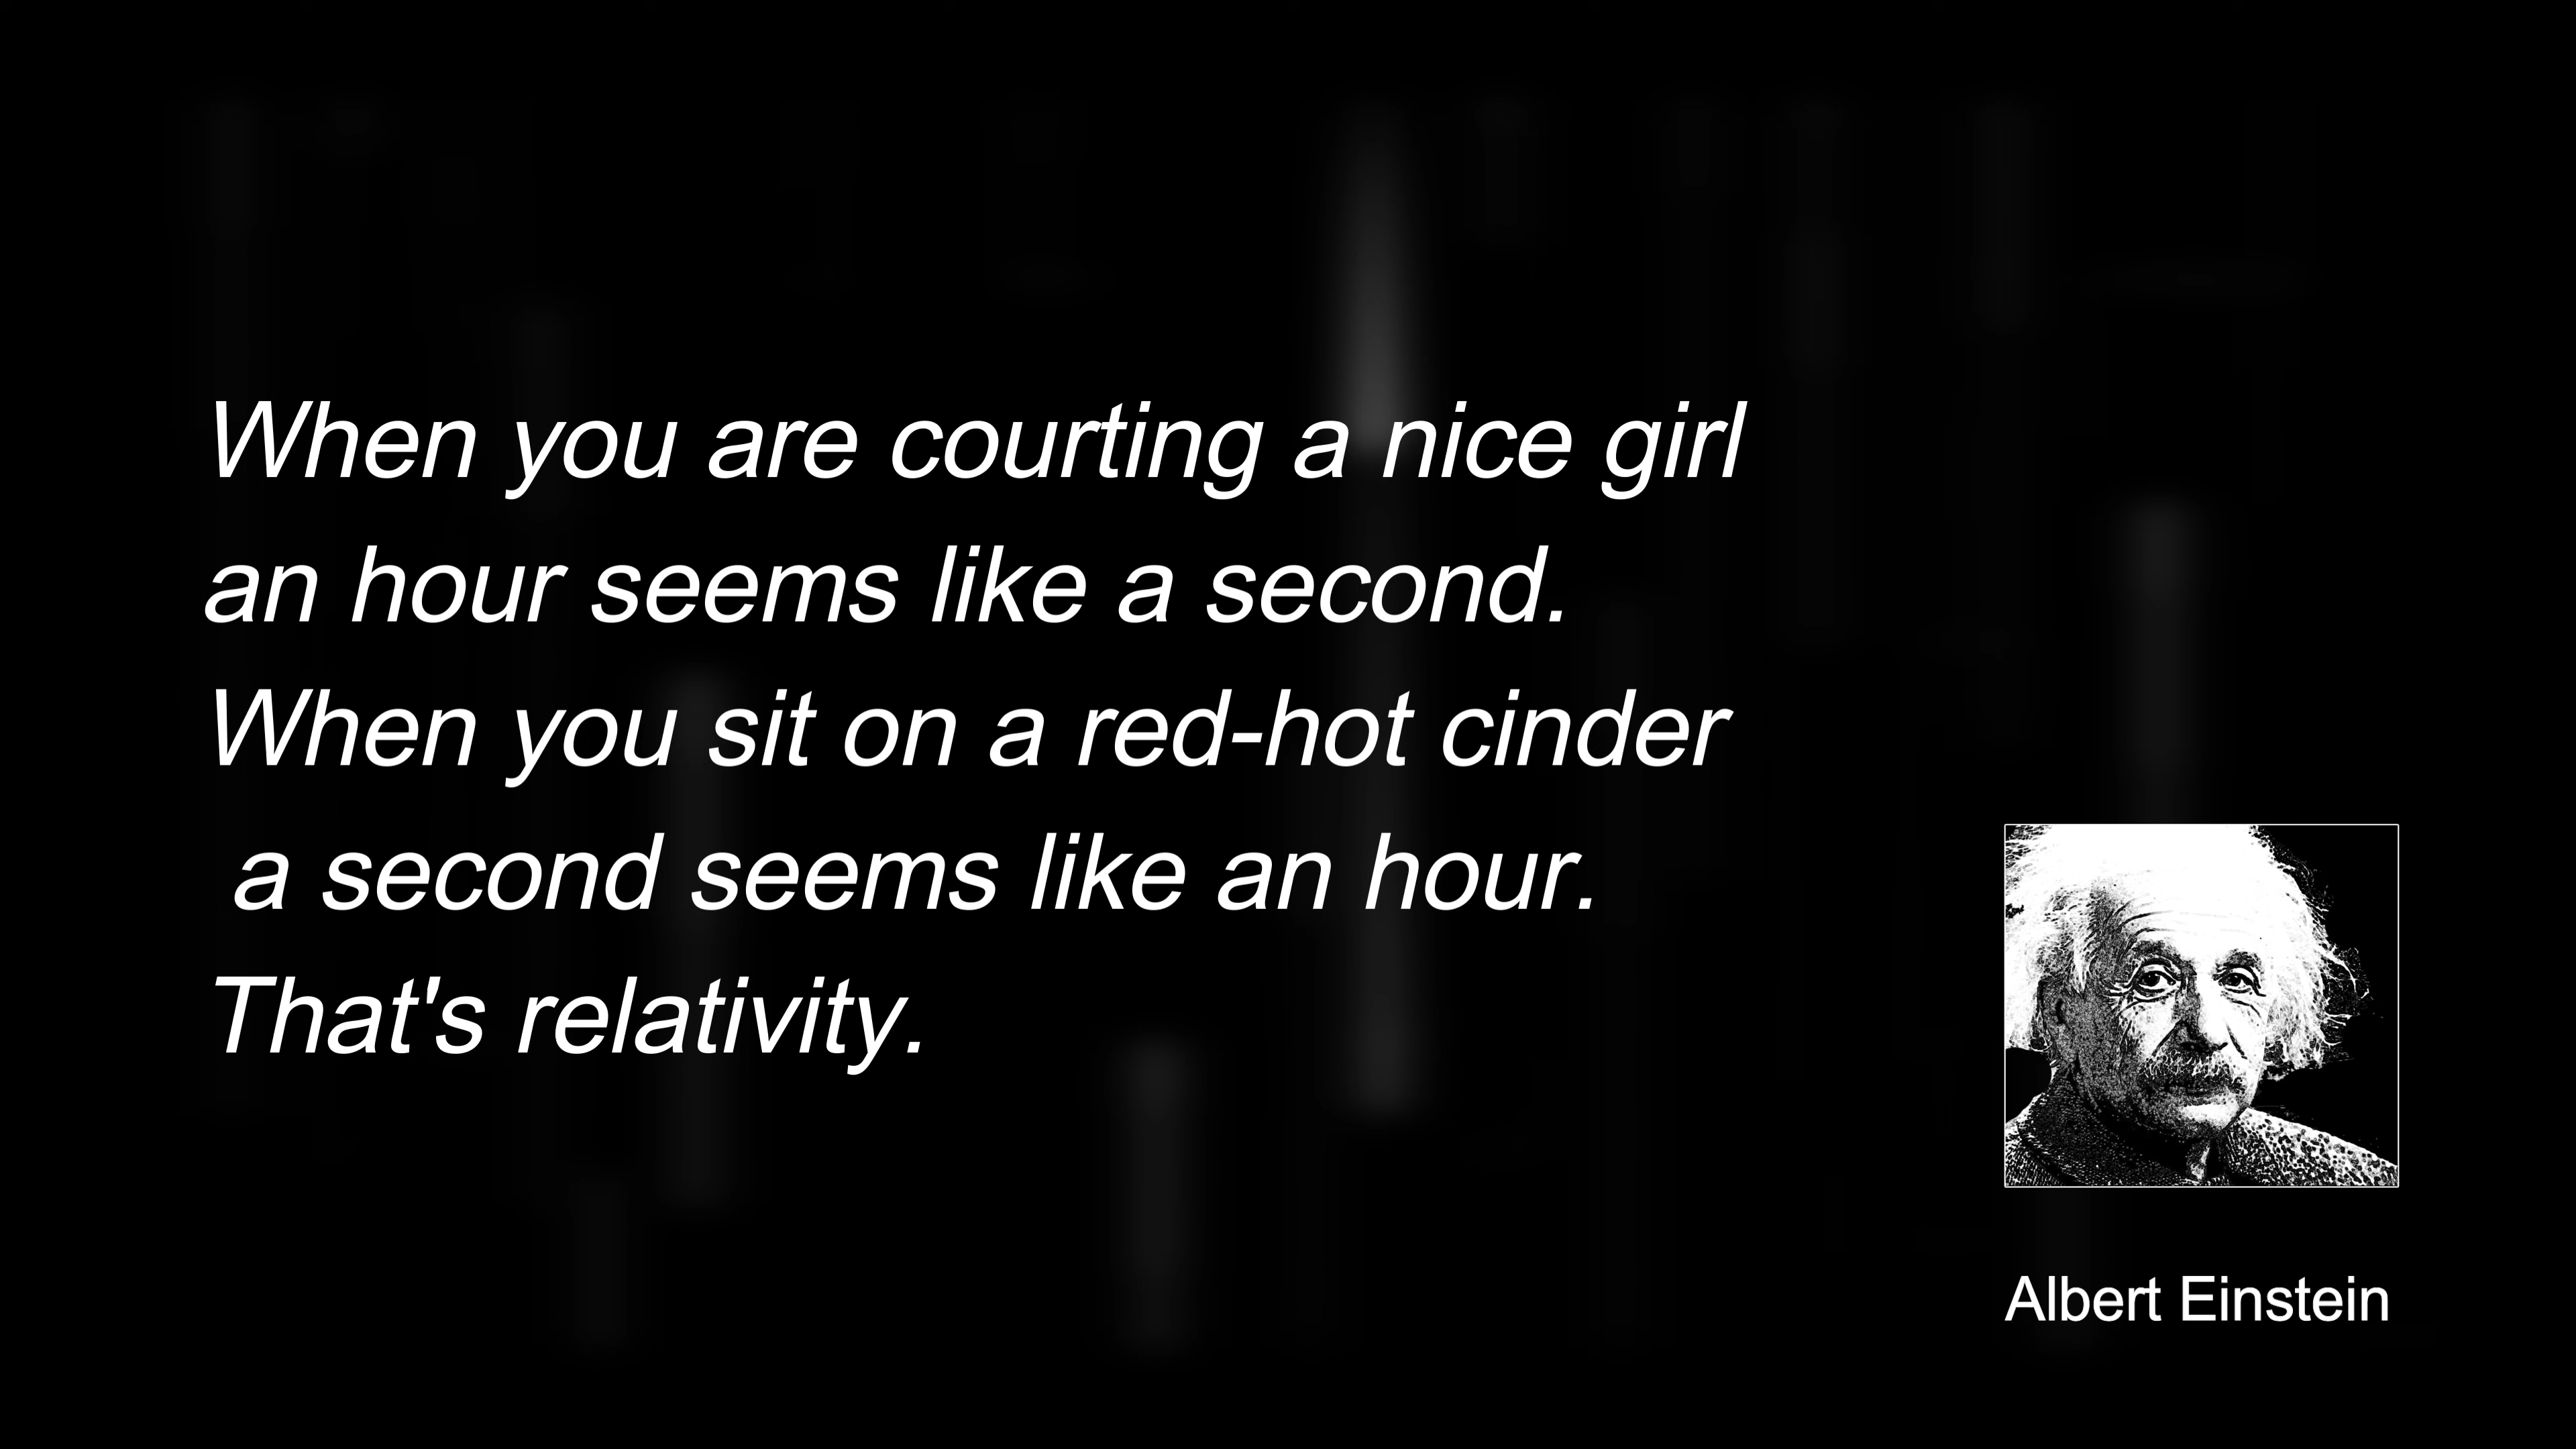 When you are courting a nice girl
an hour seems like a second.
When you sit on a red-hot cinder
a second seems like an hour.
That's relativity.
Albert Einstein